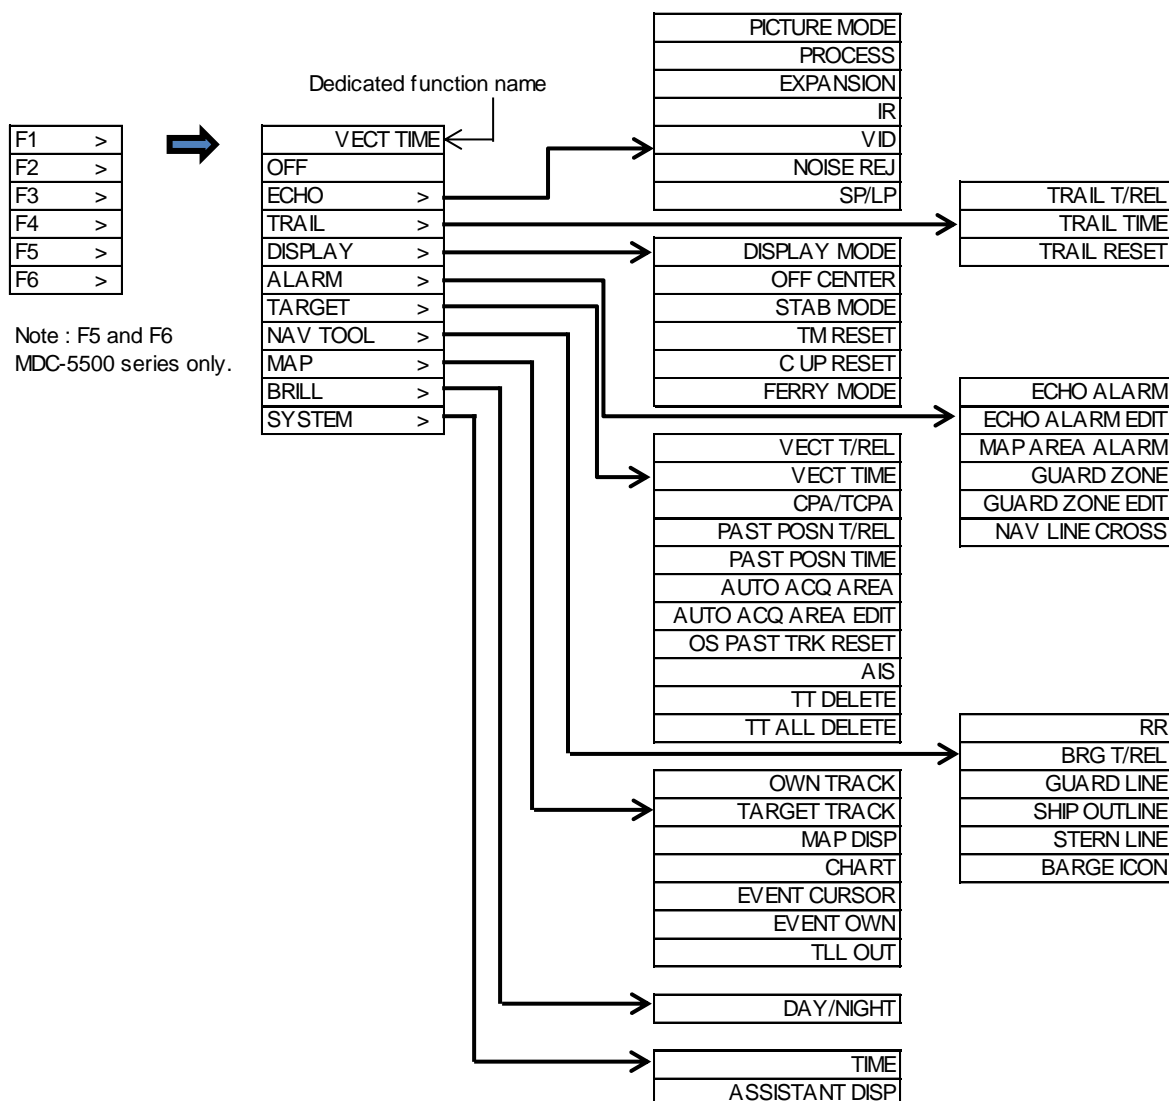 Dedicated function name
F1 >
F2 >
F3 >
F4 >
F5 >
F6 >
Note : F5 and F6
MDC-5500 series only.
VECT TIME
OFF
ECHO >
TRAIL >
DISPLAY >
ALARM >
TARGET >
NAV TOOL >
MAP >
BRILL >
SYSTEM >
PICTURE MODE
PROCESS
EXPANSION
IR
VID
NOISE REJ
SP/LP
TRAIL T/REL
TRAIL TIME
TRAIL RESET
DISPLAY MODE
OFF CENTER
STAB MODE
TM RESET
C UP RESET
FERRY MODE
ECHO ALARM
ECHO ALARM EDIT
MAP AREA ALARM
GUARD ZONE
GUARD ZONE EDIT
NAV LINE CROSS
VECT T/REL
VECT TIME
CPA/TCPA
PAST POSN T/REL
PAST POSN TIME
AUTO ACQ AREA
AUTO ACQ AREA EDIT
OS PAST TRK RESET
AIS
TT DELETE
TT ALL DELETE
RR
BRG T/REL
GUARD LINE
SHIP OUTLINE
STERN LINE
BARGE ICON
OWN TRACK
TARGET TRACK
MAP DISP
CHART
EVENT CURSOR
EVENT OWN
TLL OUT
DAY/NIGHT
TIME
ASSISTANT DISP